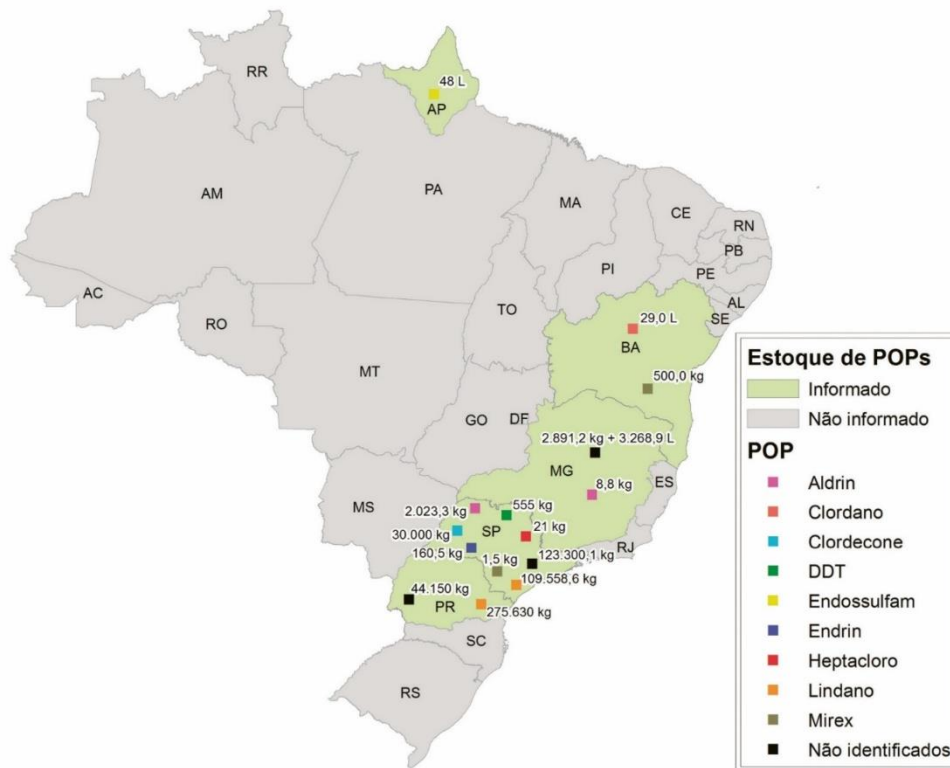 RR
48 L
AP
AM
PA
MA
CE
RN
PB
PE
PI
AL
SE
AC
RO
TO
29,0 L
BA
MT
500,0 kg
GO
DF
2.891,2 kg + 3.268,9 L
MG
ES
8,8 kg
MS
2.023,3 kg
555 kg
SP
21 kg
30.000 kg
RJ
160,5 kg
1,5 kg
123.300,1 kg
109.558,6 kg
44.150 kg
PR
275.630 kg
SC
RS
Estoque de POPs
Informado
Não informado
POP
Aldrin
Clordano
Clordecone
DDT
Endossulfam
Endrin
Heptacloro
Lindano
Mirex
Não identificados